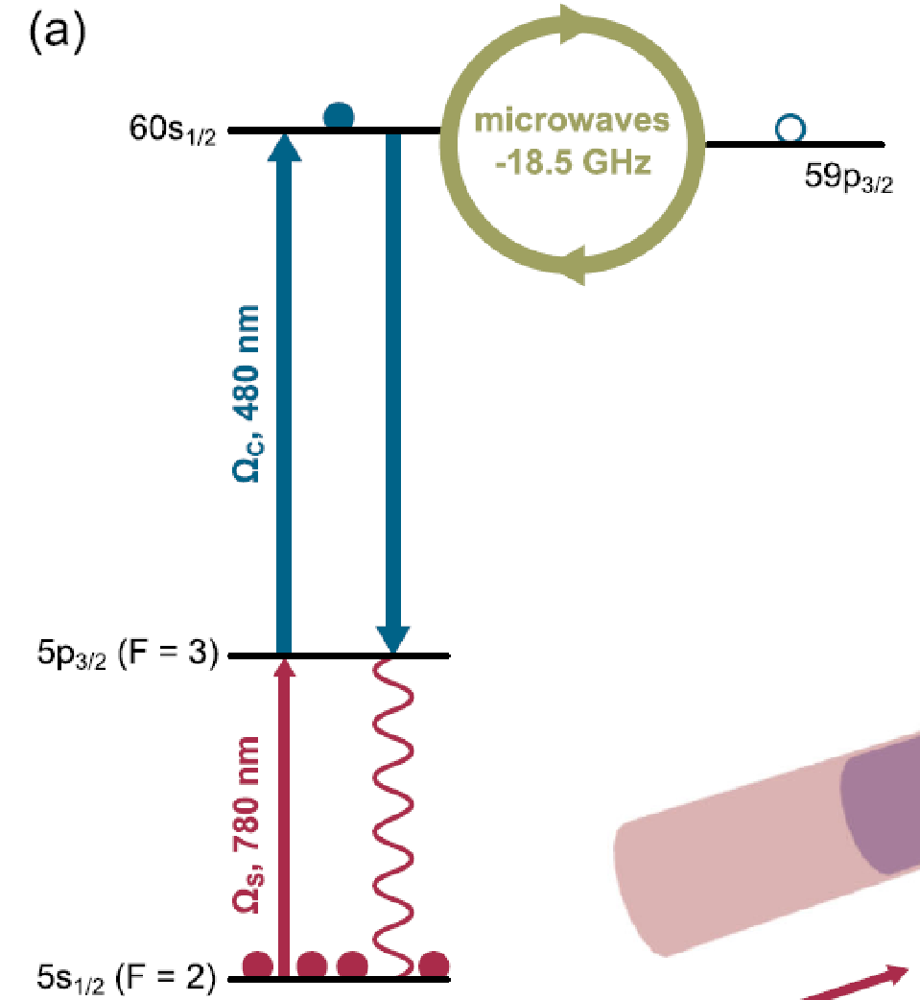 (a)
60s1/2
microwaves
-18.5 GHz
59p3/2
ΩC, 480 nm
5p3/2 (F = 3)
ΩS, 780 nm
5s1/2 (F = 2)